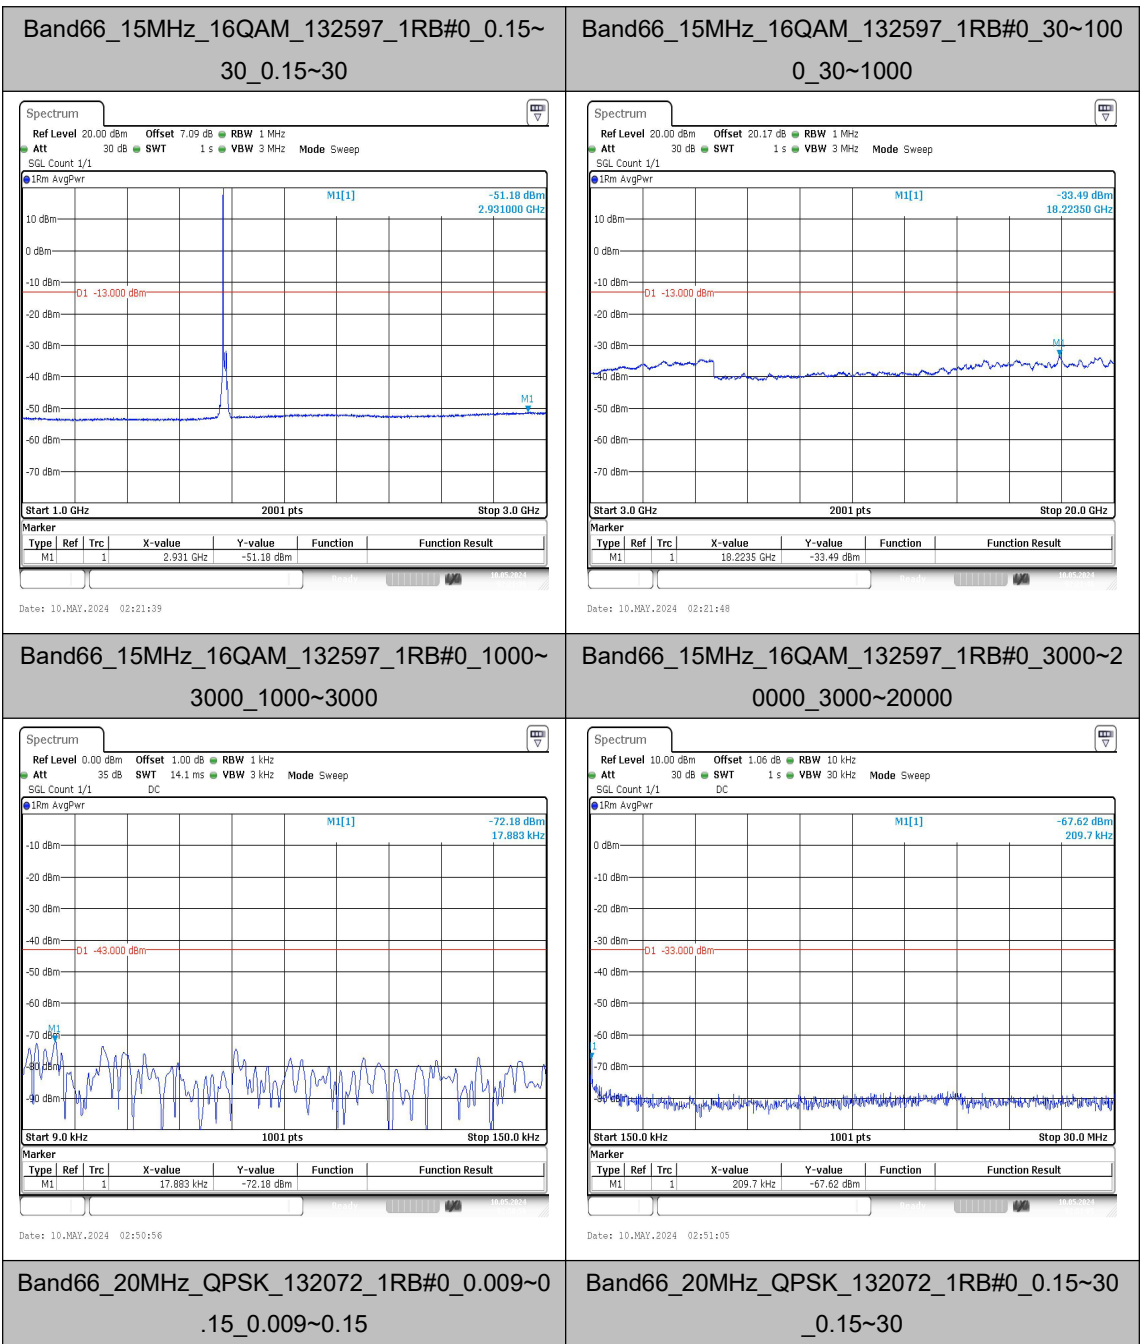 Band66_15MHz_16QAM_132597_1RB#0_0.15~
30_0.15~30
Band66_15MHz_16QAM_132597_1RB#0_30~100
0_30~1000
Spectrum
Ref Level 20.00 dBm Offset 7.09 dB RBW 1 MHz
Att 30 dB SWT 1 s VBW 3 MHz Mode Sweep
SGL Count 1/1
1Rm AvgPwr
M1[1] -51.18 dBm
2.931000 GHz
10 dBm
0 dBm
-10 dBm
D1 -13.000 dBm
-20 dBm
-30 dBm
-40 dBm
-50 dBm
M1
-60 dBm
-70 dBm
Start 1.0 GHz 2001 pts Stop 3.0 GHz
Marker
Type Ref Trc X-value Y-value Function Function Result
M1 1 2.931 GHz -51.18 dBm
Ready 10.05.2024
Date: 10.MAY.2024 02:21:39
Spectrum
Ref Level 20.00 dBm Offset 20.17 dB RBW 1 MHz
Att 30 dB SWT 1 s VBW 3 MHz Mode Sweep
SGL Count 1/1
1Rm AvgPwr
M1[1] -33.49 dBm
18.22350 GHz
10 dBm
0 dBm
-10 dBm
D1 -13.000 dBm
-20 dBm
-30 dBm
M1
-40 dBm
-50 dBm
-60 dBm
-70 dBm
Start 3.0 GHz 2001 pts Stop 20.0 GHz
Marker
Type Ref Trc X-value Y-value Function Function Result
M1 1 18.2235 GHz -33.49 dBm
Ready 10.05.2024
Date: 10.MAY.2024 02:21:48
Band66_15MHz_16QAM_132597_1RB#0_1000~
3000_1000~3000
Band66_15MHz_16QAM_132597_1RB#0_3000~2
0000_3000~20000
Spectrum
Ref Level 0.00 dBm Offset 1.00 dB RBW 1 kHz
Att 35 dB SWT 14.1 ms VBW 3 kHz Mode Sweep
SGL Count 1/1 DC
1Rm AvgPwr
M1[1] -72.18 dBm
17.883 kHz
-10 dBm
-20 dBm
-30 dBm
-40 dBm
D1 -43.000 dBm
-50 dBm
-60 dBm
M1
-70 dBm
-80 dBm
-90 dBm
Start 9.0 kHz 1001 pts Stop 150.0 kHz
Marker
Type Ref Trc X-value Y-value Function Function Result
M1 1 17.883 kHz -72.18 dBm
Ready 10.05.2024
Date: 10.MAY.2024 02:50:56
Spectrum
Ref Level 10.00 dBm Offset 1.06 dB RBW 10 kHz
Att 30 dB SWT 1 s VBW 30 kHz Mode Sweep
SGL Count 1/1 DC
1Rm AvgPwr
M1[1] -67.62 dBm
209.7 kHz
0 dBm
-10 dBm
-20 dBm
-30 dBm
D1 -33.000 dBm
-40 dBm
-50 dBm
-60 dBm
1
-70 dBm
-80 dBm
Start 150.0 kHz 1001 pts Stop 30.0 MHz
Marker
Type Ref Trc X-value Y-value Function Function Result
M1 1 209.7 kHz -67.62 dBm
Ready 10.05.2024
Date: 10.MAY.2024 02:51:05
Band66_20MHz_QPSK_132072_1RB#0_0.009~0
.15_0.009~0.15
Band66_20MHz_QPSK_132072_1RB#0_0.15~30
_0.15~30